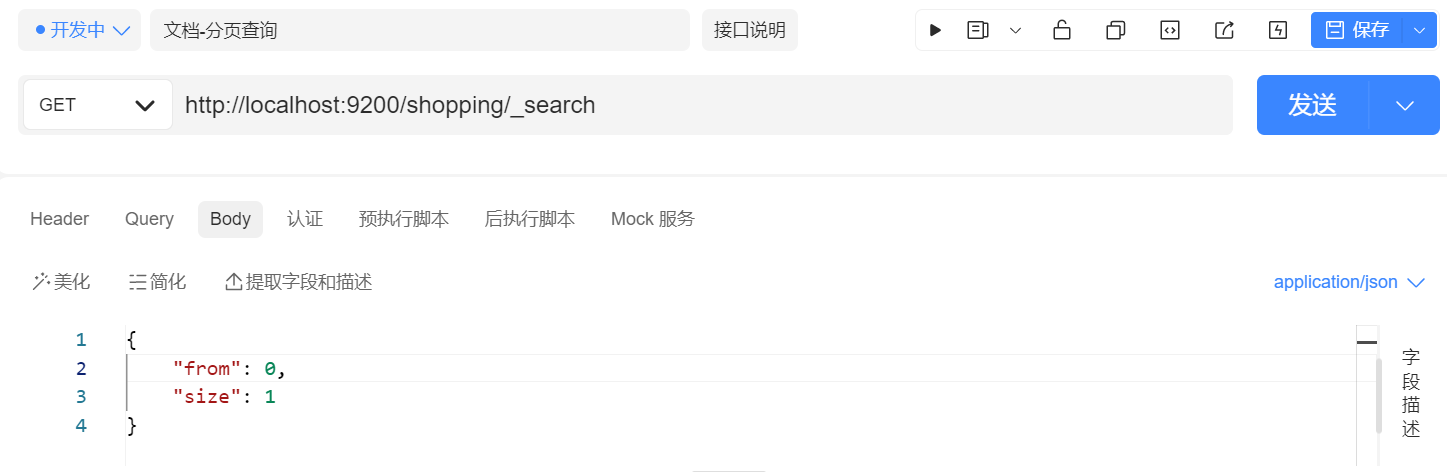 开发中 文档-分页查询 接口说明 保存
GET http://localhost:9200/shopping/_search 发送
Header Query Body 认证 预执行脚本 后执行脚本 Mock 服务
美化 简化 提取字段和描述 application/json
1 {
2 "from": 0,
3 "size": 1
4 }
字段描述